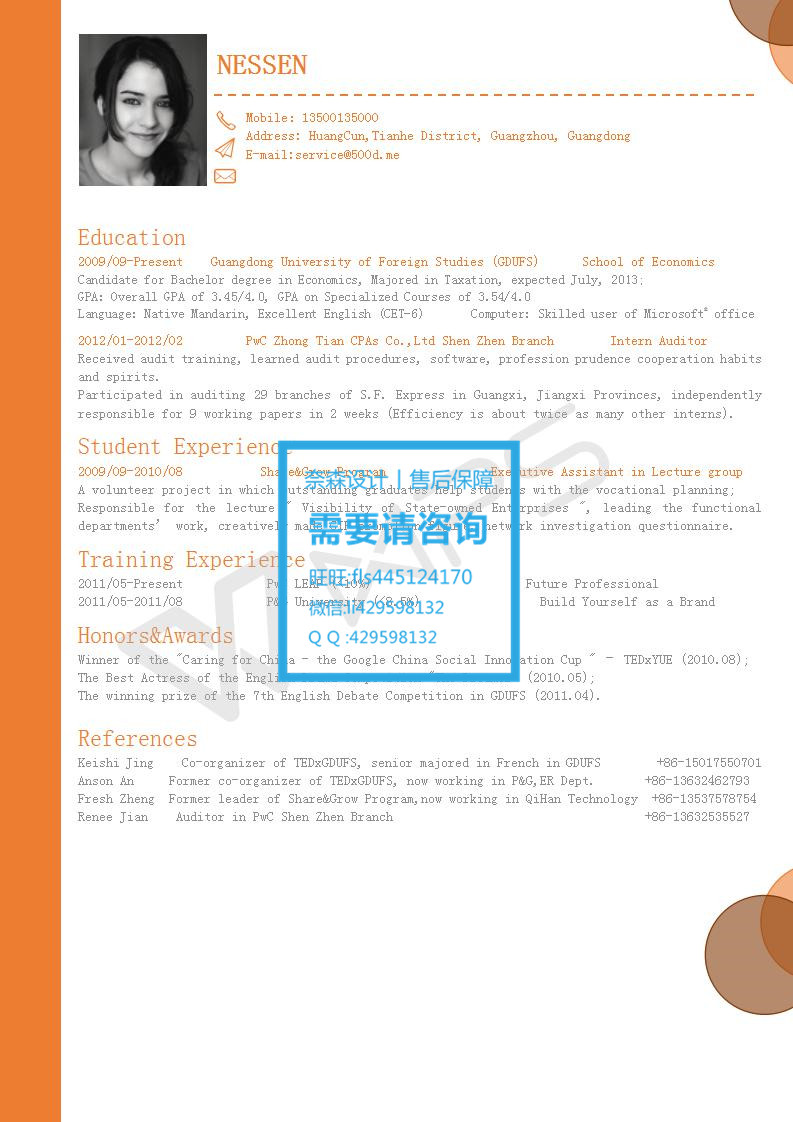 NESSEN
Mobile: 13500135000
Address: HuangCun,Tianhe District, Guangzhou, Guangdong
E-mail:service@500d.me
Education
2009/09-Present Guangdong University of Foreign Studies (GDUFS) School of Economics
Candidate for Bachelor degree in Economics, Majored in Taxation, expected July, 2013;
GPA: Overall GPA of 3.45/4.0, GPA on Specialized Courses of 3.54/4.0
Language: Native Mandarin, Excellent English (CET-6) Computer: Skilled user of Microsoft® office
2012/01-2012/02 PwC Zhong Tian CPAs Co.,Ltd Shen Zhen Branch Intern Auditor
Received audit training, learned audit procedures, software, profession prudence cooperation habits
and spirits.
Participated in auditing 29 branches of S.F. Express in Guangxi, Jiangxi Provinces, independently
responsible for 9 working papers in 2 weeks (Efficiency is about twice as many other interns).
Student Experience
2009/09-2010/08 Share&Grow Program Executive Assistant in Lecture group
A volunteer project in which outstanding graduates help students with the vocational planning;
Responsible for the lecture " Visibility of State-owned Enterprises ", leading the functional
departments' work, creatively made network investigation questionnaire.
Training Experience
2011/05-Present PwC LEAP (<10%) Future Professional
2011/05-2011/08 P&G University (<8.5%) Build Yourself as a Brand
Honors&Awards
Winner of the "Caring for China - the Google China Social Innovation Cup " - TEDxYUE (2010.08);
The Best Actress of the English (2010.05);
The winning prize of the 7th English Debate Competition in GDUFS (2011.04).
References
Keishi Jing Co-organizer of TEDxGDUFS, senior majored in French in GDUFS +86-15017550701
Anson An Former co-organizer of TEDxGDUFS, now working in P&G,ER Dept. +86-13632462793
Fresh Zheng Former leader of Share&Grow Program,now working in QiHan Technology +86-13537578754
Renee Jian Auditor in PwC Shen Zhen Branch +86-13632535527
奈森设计丨售后保障
需要请咨询
旺旺:fls445124170
微信:li429598132
Q Q :429598132